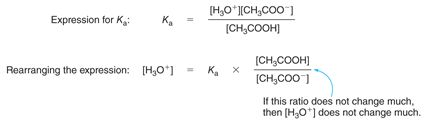 Expression for Kₐ: Kₐ = [H₃O⁺][CH₃COO⁻]
[CH₃COOH]
Rearranging the expression: [H₃O⁺] = Kₐ × [CH₃COOH]
[CH₃COO⁻]
If this ratio does not change much,
then [H₃O⁺] does not change much.